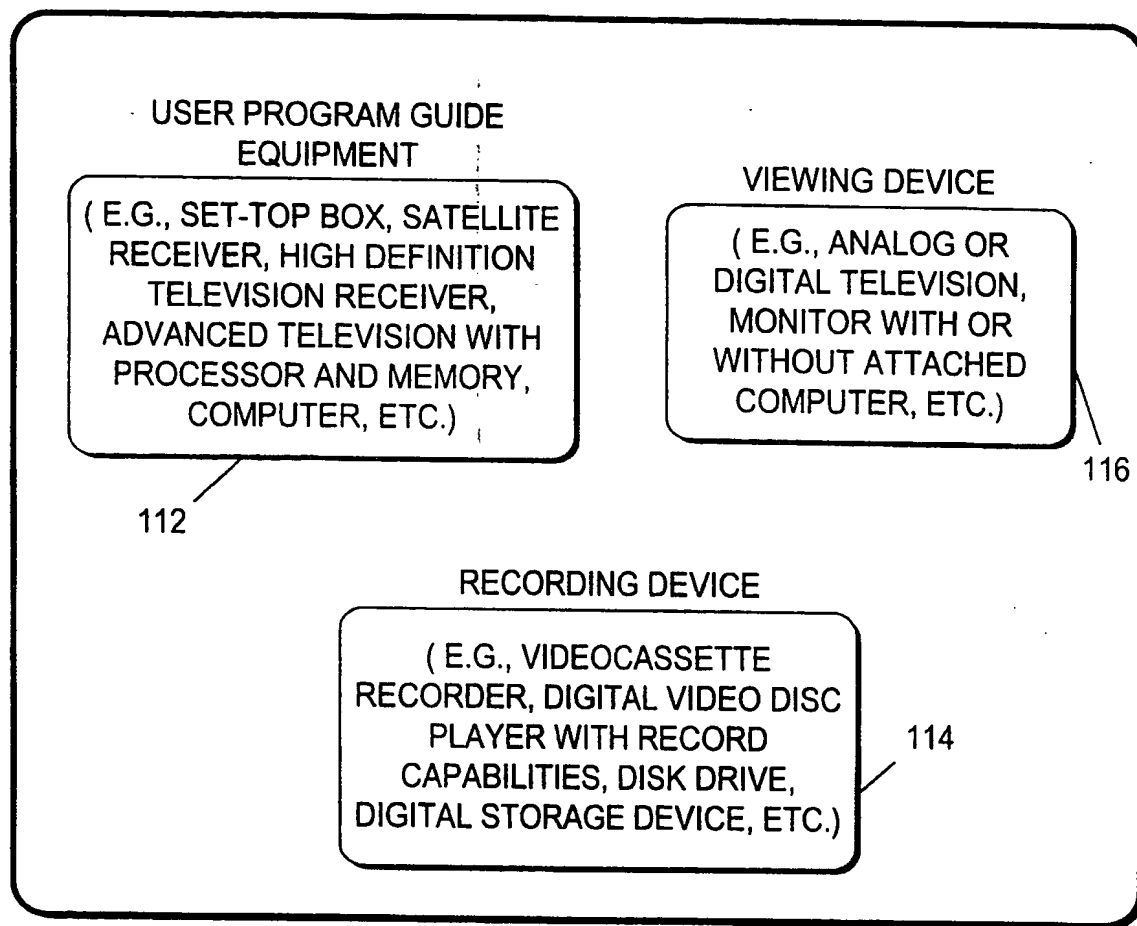 USER PROGRAM GUIDE
EQUIPMENT
( E.G., SET-TOP BOX, SATELLITE
RECEIVER, HIGH DEFINITION
TELEVISION RECEIVER,
ADVANCED TELEVISION WITH
PROCESSOR AND MEMORY,
COMPUTER, ETC.)
112
VIEWING DEVICE
( E.G., ANALOG OR
DIGITAL TELEVISION,
MONITOR WITH OR
WITHOUT ATTACHED
COMPUTER, ETC.)
116
RECORDING DEVICE
( E.G., VIDEOCASSETTE
RECORDER, DIGITAL VIDEO DISC
PLAYER WITH RECORD
CAPABILITIES, DISK DRIVE,
DIGITAL STORAGE DEVICE, ETC.)
114